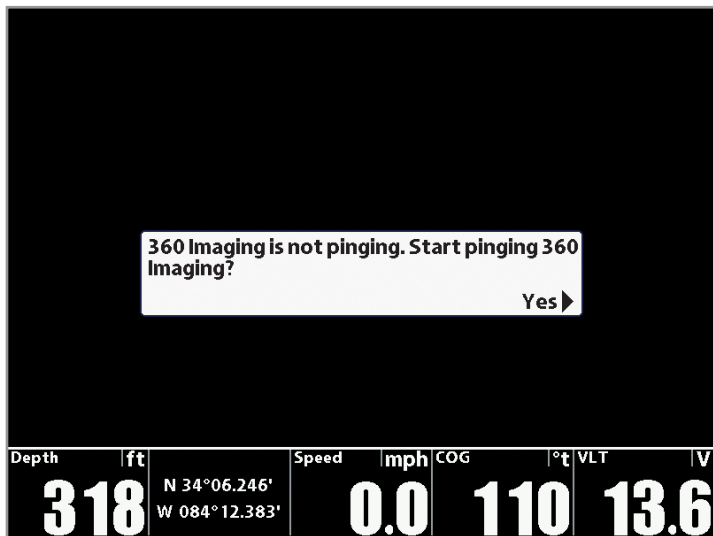 360 Imaging is not pinging. Start pinging 360
Imaging?
Yes
Depth ft
318
N 34°06.246'
W 084°12.383'
Speed mph
0.0
COG °t
110
VLT V
13.6